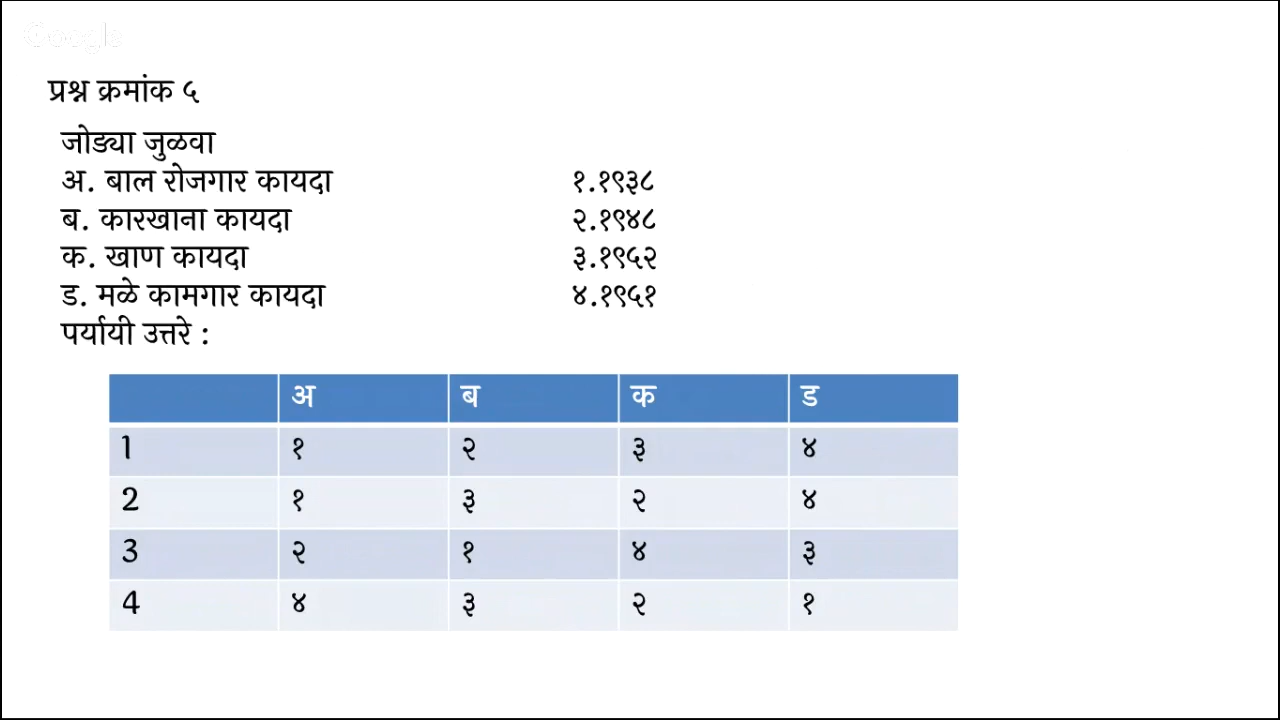 Google
प्रश्न क्रमांक ५
जोड्या जुळवा
अ. बाल रोजगार कायदा १.१९३८
ब. कारखाना कायदा २.१९४८
क. खाण कायदा ३.१९५२
ड. मळे कामगार कायदा ४.१९५१
पर्यायी उत्तरे :
अ ब क ड
1 १ २ ३ ४
2 १ ३ २ ४
3 २ १ ४ ३
4 ४ ३ २ १